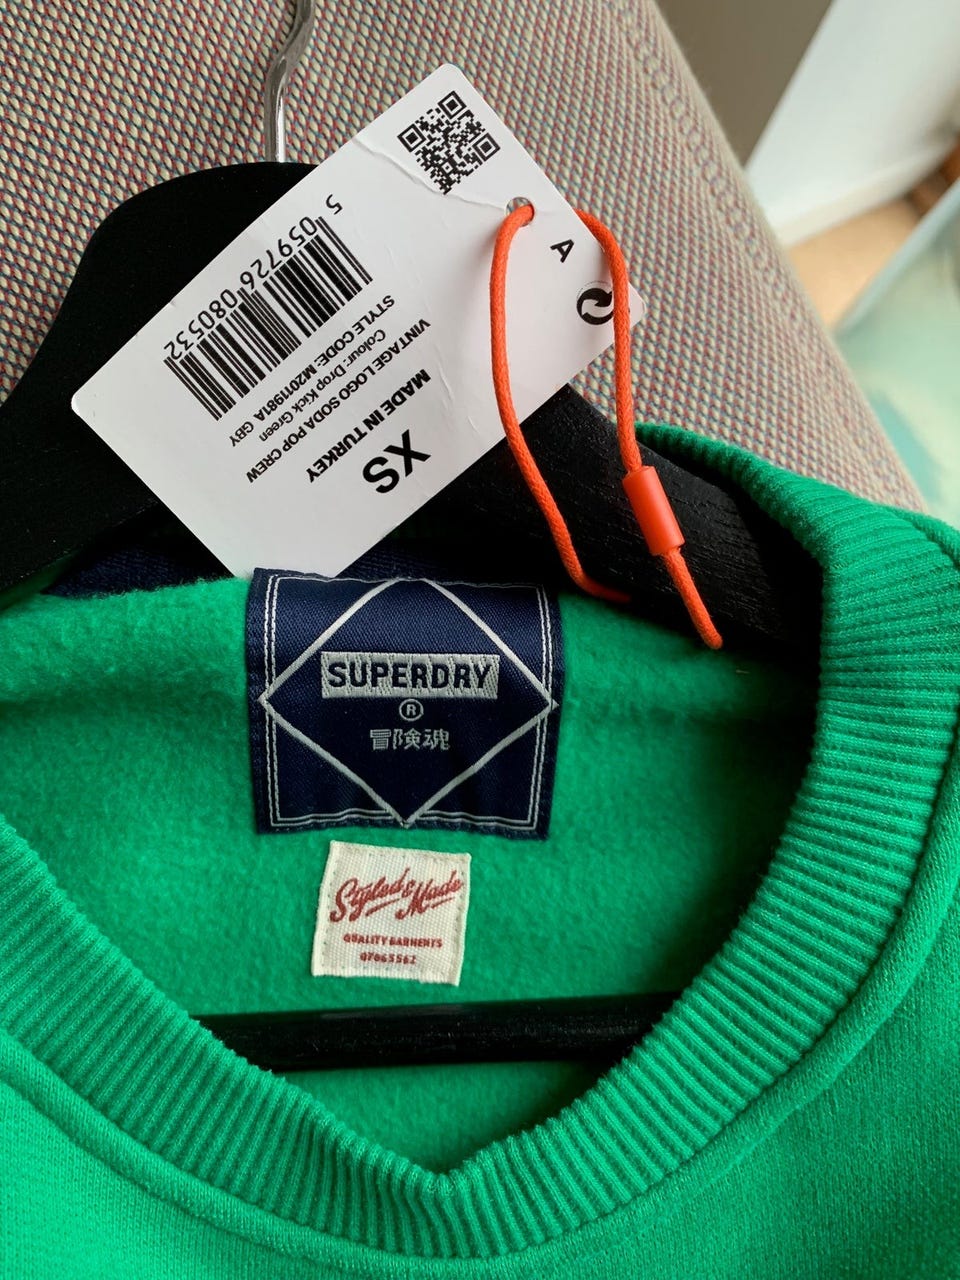 A
XS
MADE IN TURKEY
VINTAGE LOGO SODA POP CREW
Colour: Drop Kick Green
STYLE CODE: M2011981A GBY
5 059726 080532
SUPERDRY
®
冒険魂
Styled & Made
QUALITY GARMENTS